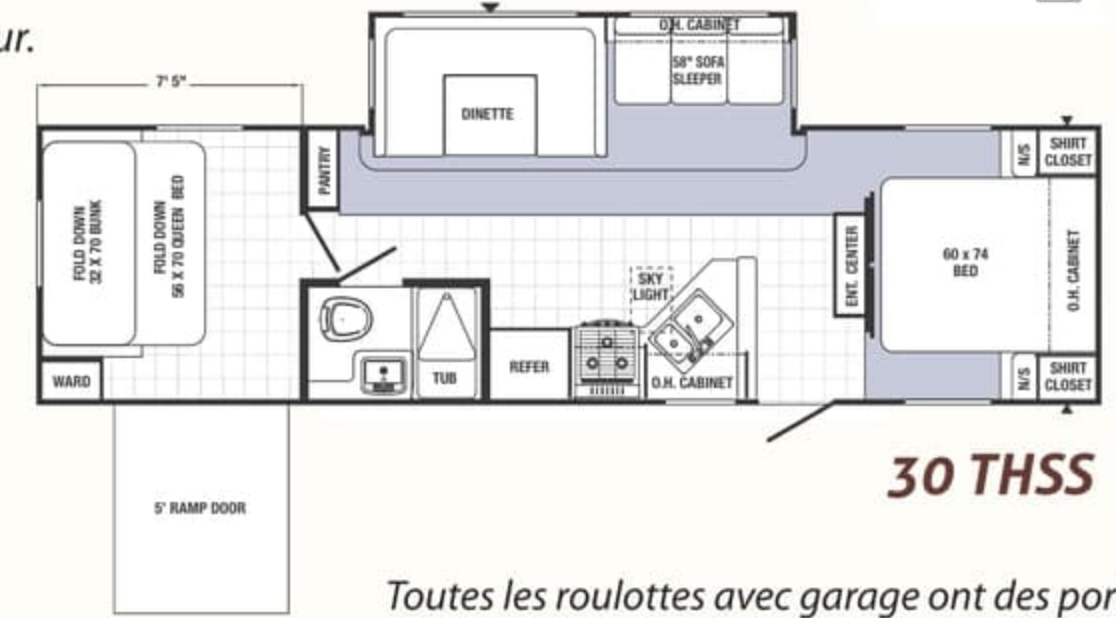 ur.
7' 5"
O.H. CABINET
58" SOFA
SLEEPER
DINETTE
PANTRY
FOLD DOWN
32 X 70 BUNK
FOLD DOWN
56 X 70 QUEEN BED
N/S
SHIRT
CLOSET
ENT. CENTER
60 x 74
BED
O.H. CABINET
SKY
LIGHT
WARD
TUB
REFER
O.H. CABINET
N/S
SHIRT
CLOSET
30 THSS
5' RAMP DOOR
Toutes les roulottes avec garage ont des por